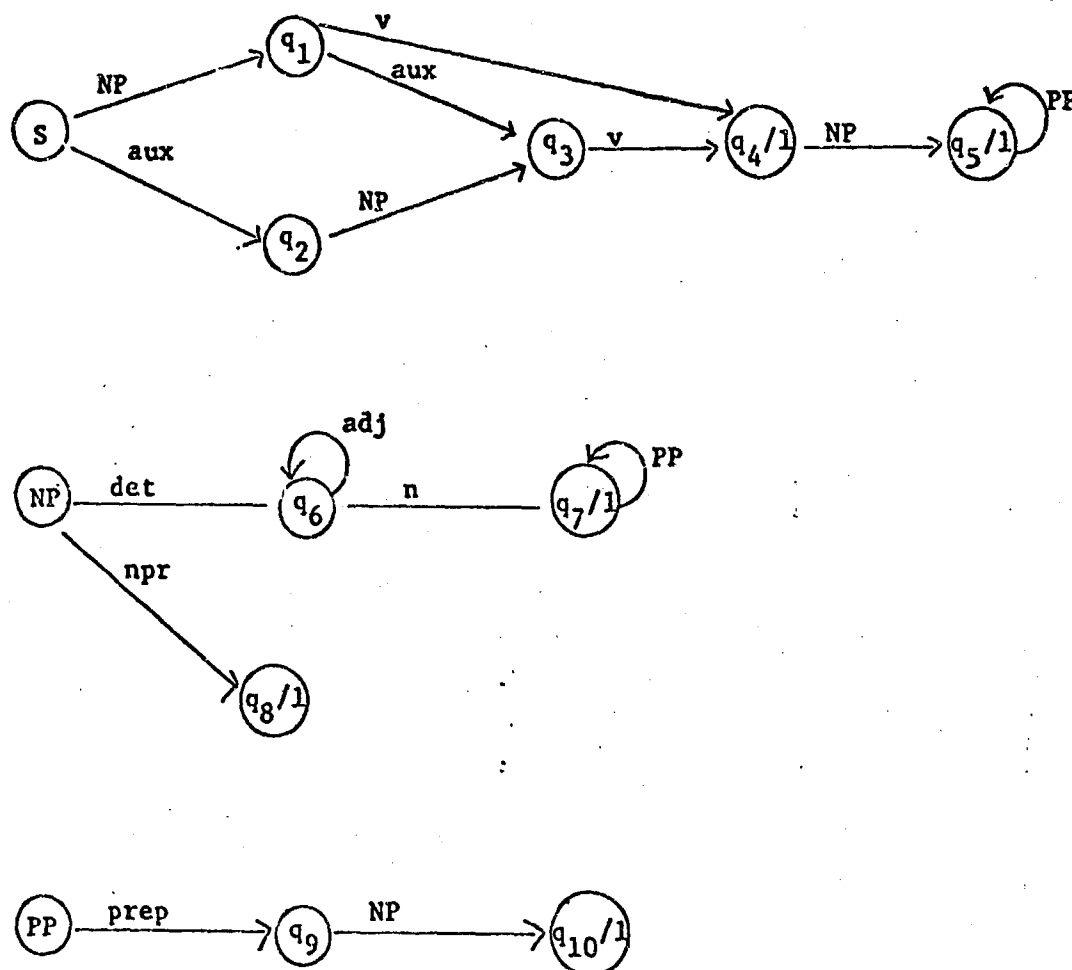 v
q1
NP
aux
PP
S
q3
v
q4/1
NP
q5/1
aux
NP
q2
adj
NP
det
q6
n
q7/1
PP
npr
q8/1
PP
prep
q9
NP
q10/1